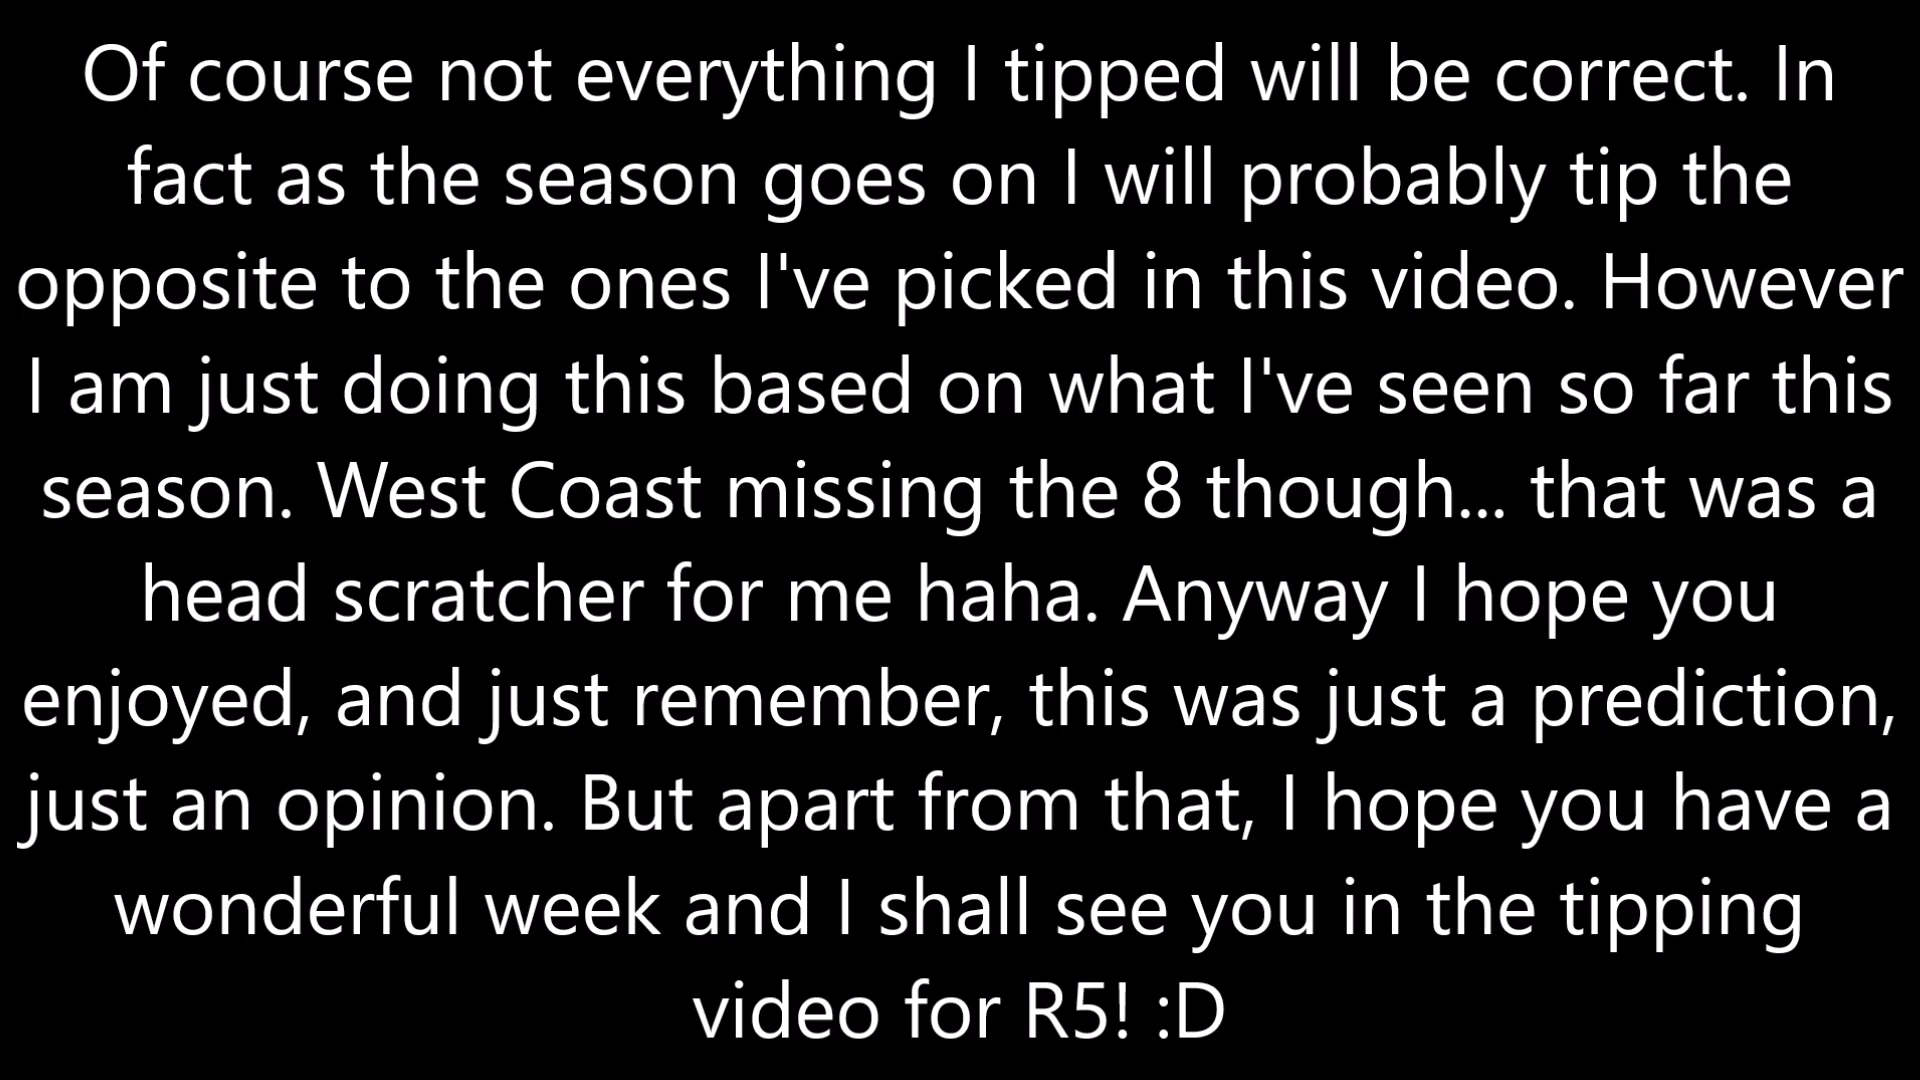 Of course not everything I tipped will be correct. In
fact as the season goes on I will probably tip the
opposite to the ones I've picked in this video. However
I am just doing this based on what I've seen so far this
season. West Coast missing the 8 though... that was a
head scratcher for me haha. Anyway I hope you
enjoyed, and just remember, this was just a prediction,
just an opinion. But apart from that, I hope you have a
wonderful week and I shall see you in the tipping
video for R5! :D